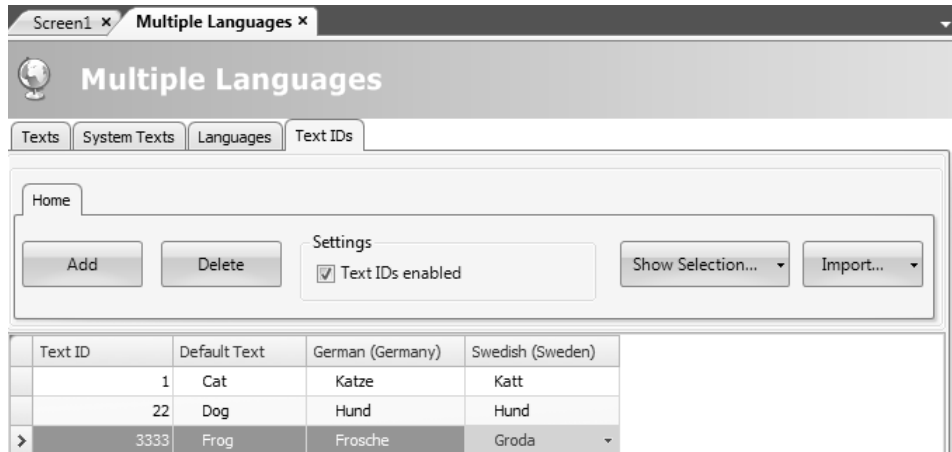 Screen1 × Multiple Languages ×
Multiple Languages
Texts System Texts Languages Text IDs
Home
Settings
Add Delete Text IDs enabled Show Selection... Import...
Text ID Default Text German (Germany) Swedish (Sweden)
1 Cat Katze Katt
22 Dog Hund Hund
3333 Frog Frosche Groda